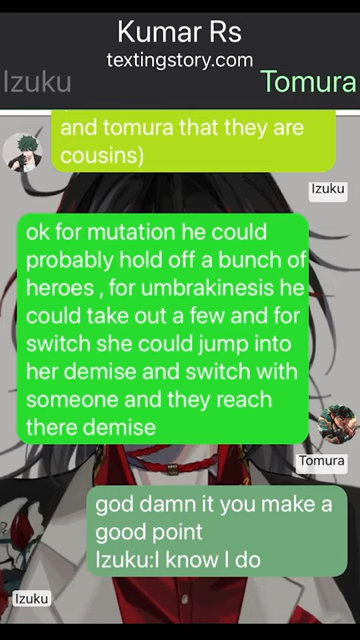 Kumar Rs
textingstory.com
Izuku
Tomura
and tomura that they are
cousins)
Izuku
ok for mutation he could
probably hold off a bunch of
heroes , for umbrakinesis he
could take out a few and for
switch she could jump into
her demise and switch with
someone and they reach
there demise
Tomura
god damn it you make a
good point
Izuku:I know I do
Izuku